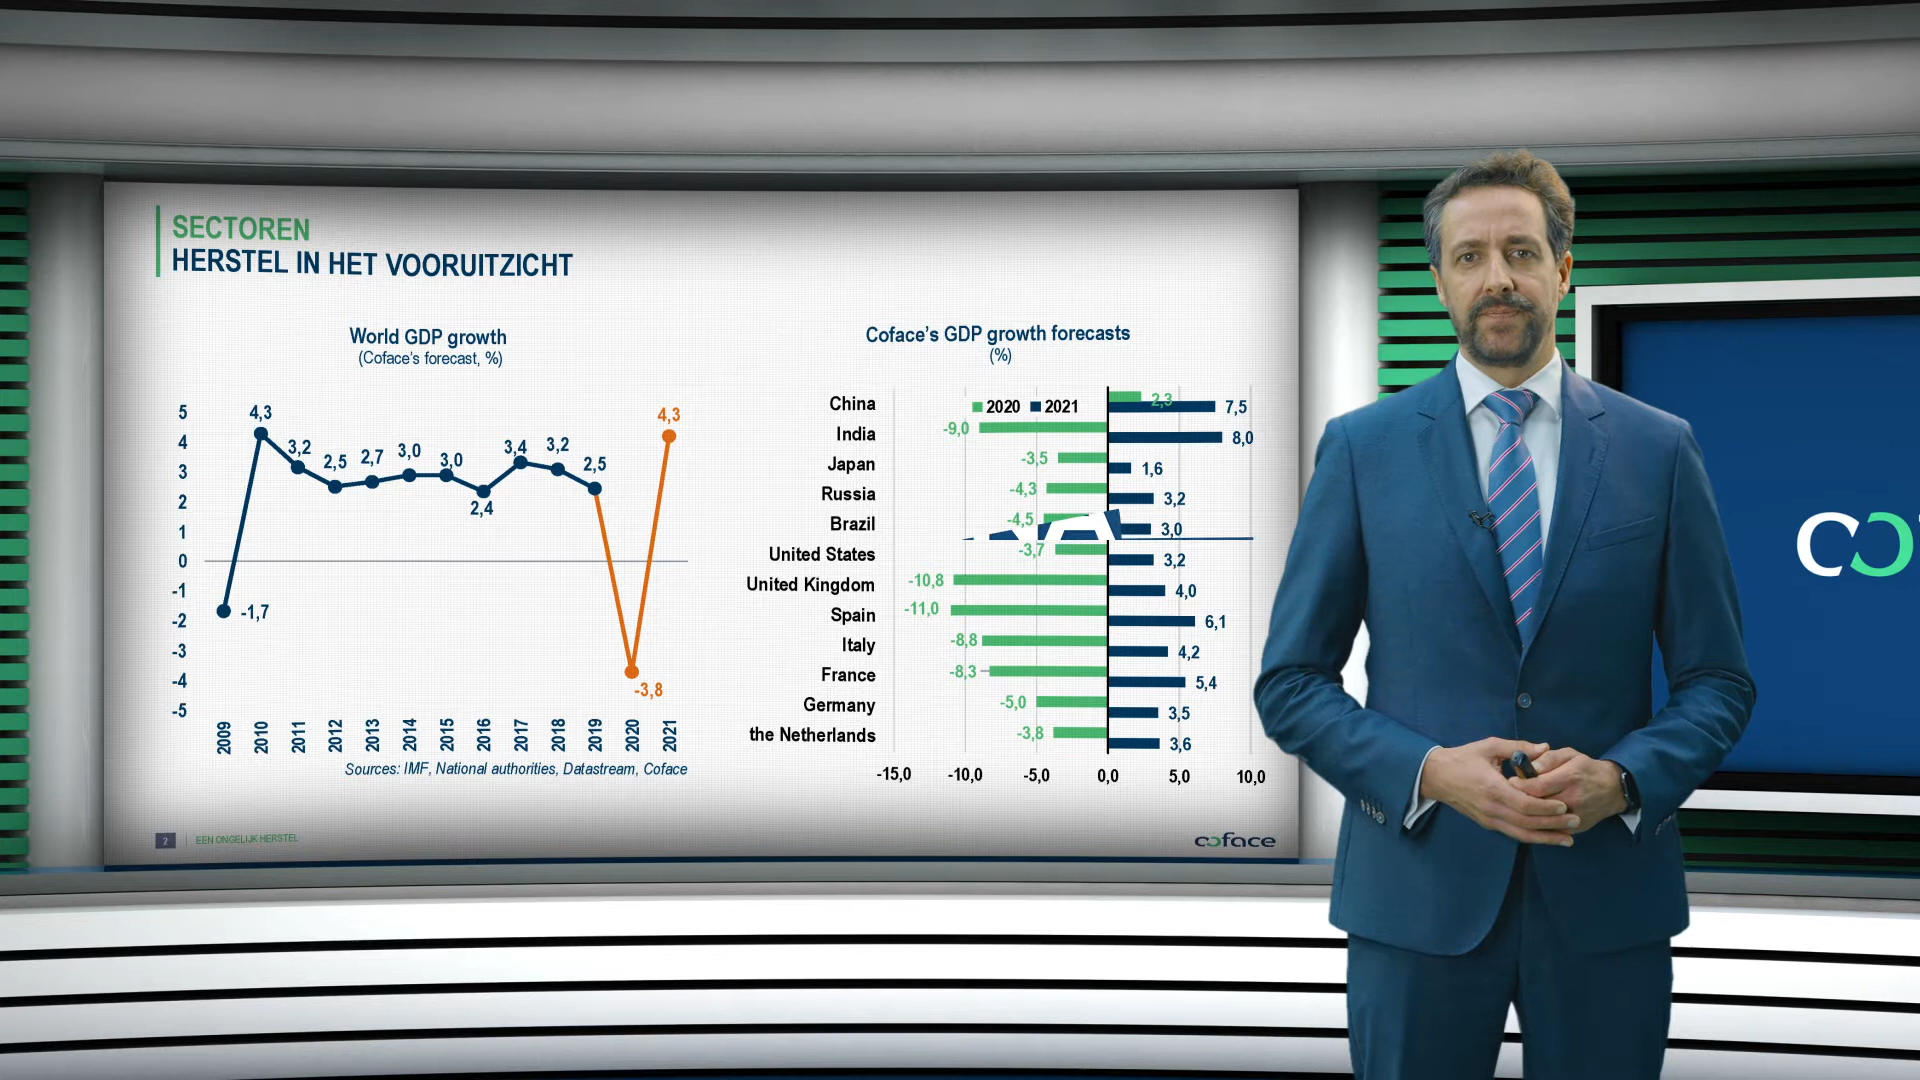 SECTOREN
HERSTEL IN HET VOORUITZICHT
World GDP growth
(Coface's forecast, %)
5
4
3
2
1
0
-1
-2
-3
-4
-5
-1,7
4,3
3,2
2,5
2,7
3,0
3,0
2,4
3,4
3,2
2,5
-3,8
4,3
2009 2010 2011 2012 2013 2014 2015 2016 2017 2018 2019 2020 2021
Sources: IMF, National authorities, Datastream, Coface
Coface's GDP growth forecasts
(%)
2020 2021
China 2,3 7,5
India -9,0 8,0
Japan -3,5 1,6
Russia -4,3 3,2
Brazil -4,5 3,0
United States -3,7 3,2
United Kingdom -10,8 4,0
Spain -11,0 6,1
Italy -8,8 4,2
France -8,3 5,4
Germany -5,0 3,5
the Netherlands -3,8 3,6
-15,0 -10,0 -5,0 0,0 5,0 10,0
2 EEN ONGELIJK HERSTEL
coface
co